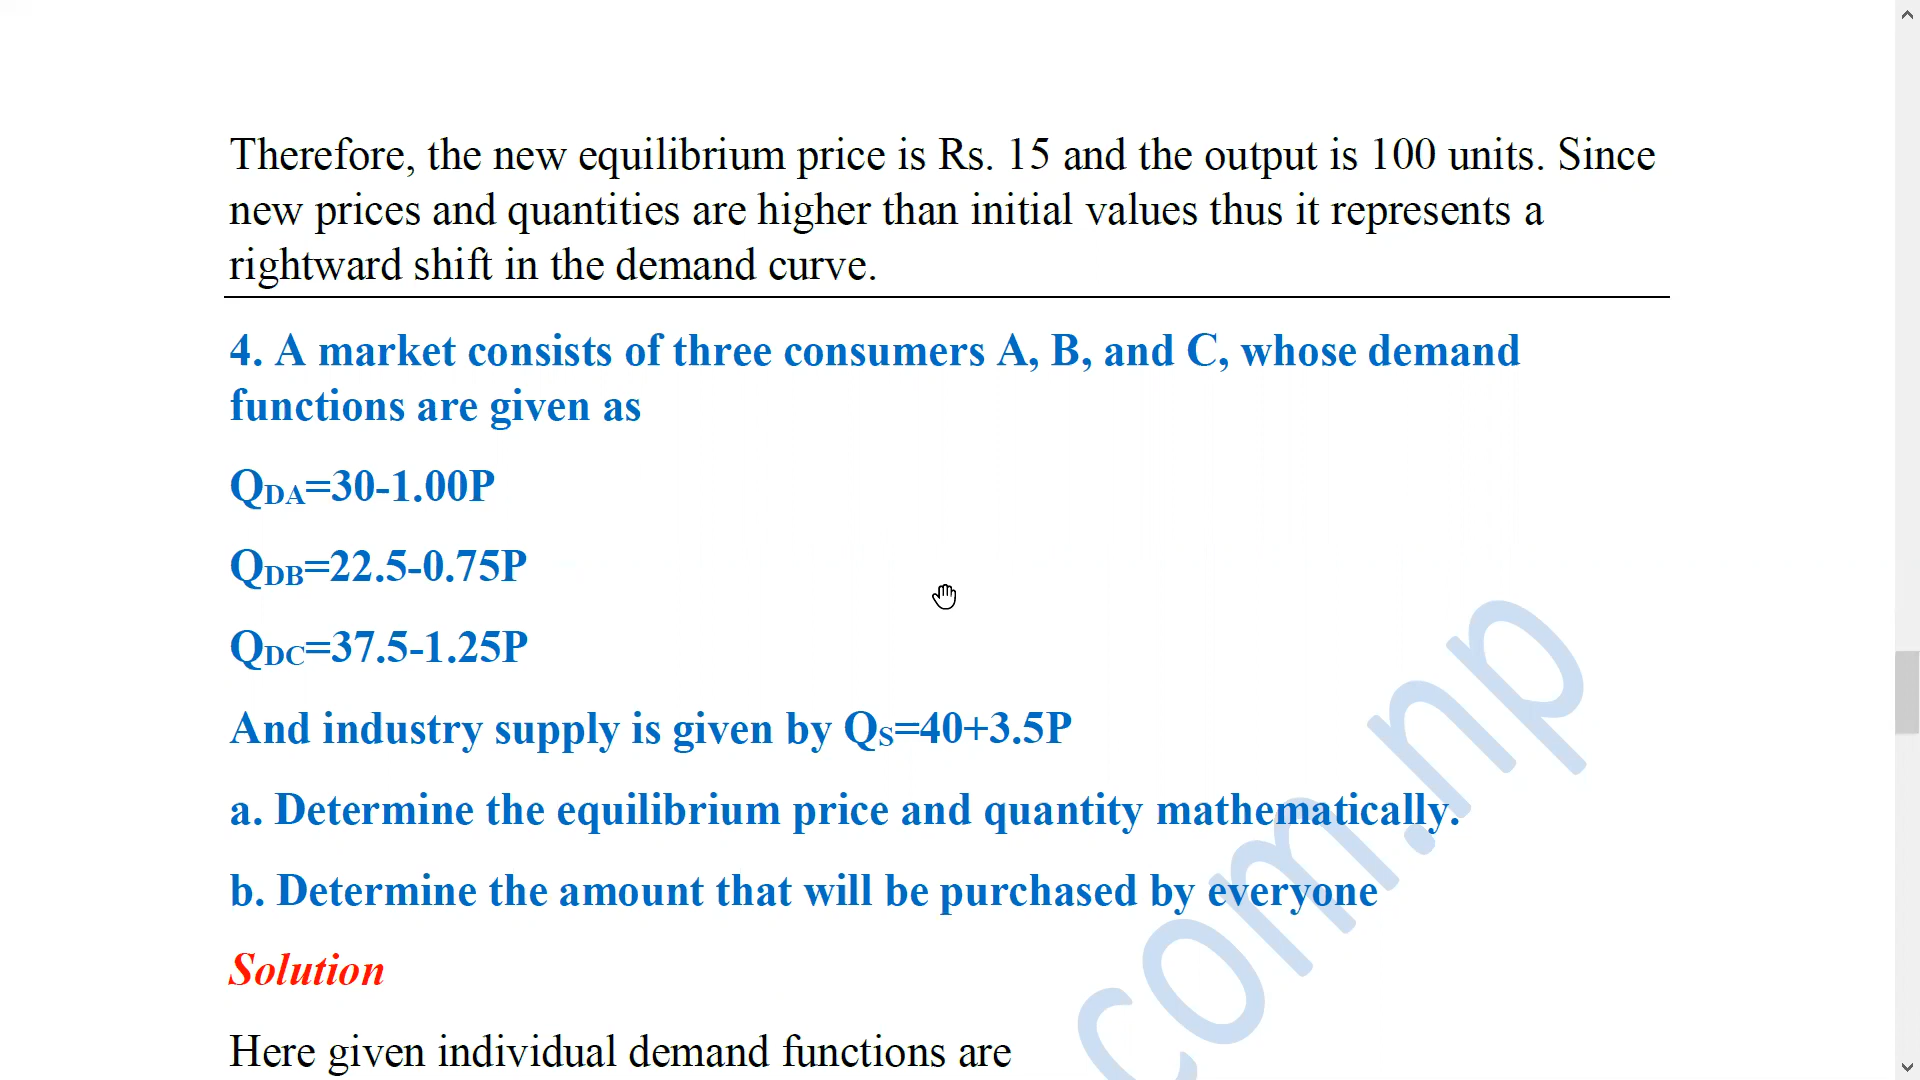 Therefore, the new equilibrium price is Rs. 15 and the output is 100 units. Since
new prices and quantities are higher than initial values thus it represents a
rightward shift in the demand curve.
4. A market consists of three consumers A, B, and C, whose demand
functions are given as
QDA=30-1.00P
QDB=22.5-0.75P
QDC=37.5-1.25P
And industry supply is given by QS=40+3.5P
a. Determine the equilibrium price and quantity mathematically.
b. Determine the amount that will be purchased by everyone
Solution
Here given individual demand functions are
com.np